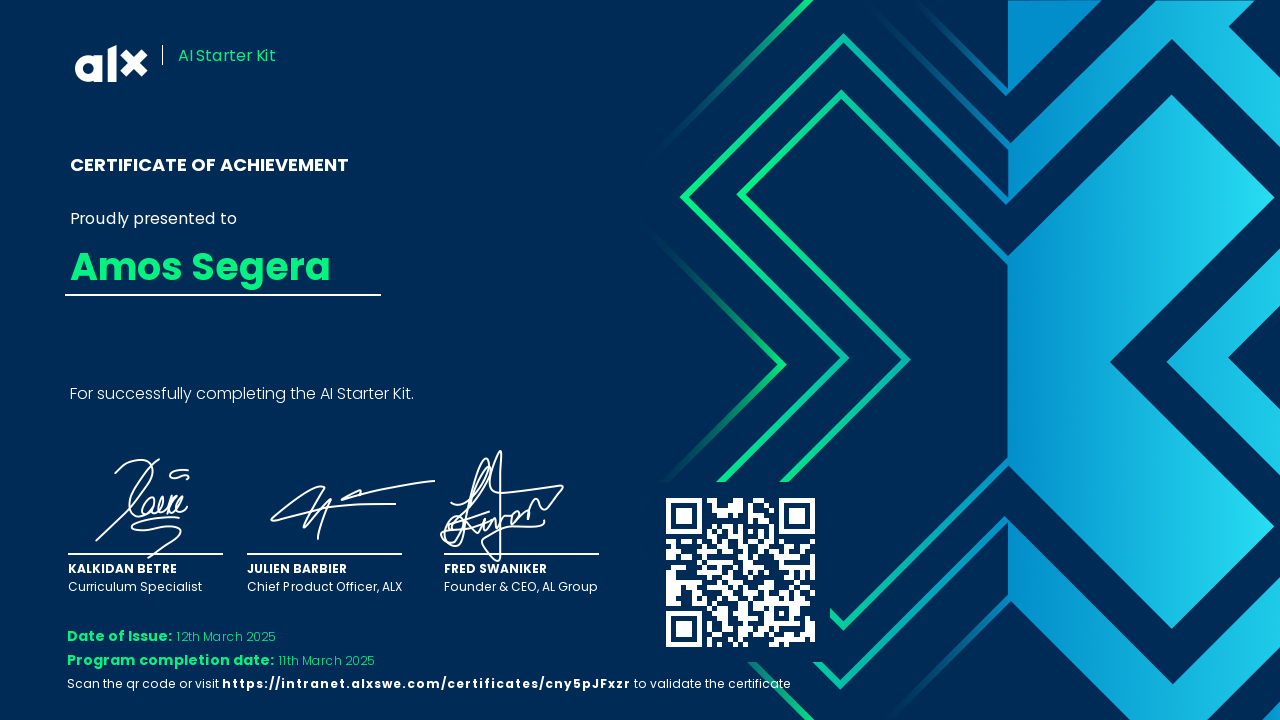 alx | AI Starter Kit
CERTIFICATE OF ACHIEVEMENT
Proudly presented to
Amos Segera
For successfully completing the AI Starter Kit.
KALKIDAN BETRE
Curriculum Specialist
JULIEN BARBIER
Chief Product Officer, ALX
FRED SWANIKER
Founder & CEO, AL Group
Date of Issue: 12th March 2025
Program completion date: 11th March 2025
Scan the qr code or visit https://intranet.alxswe.com/certificates/cny5pJFxzr to validate the certificate